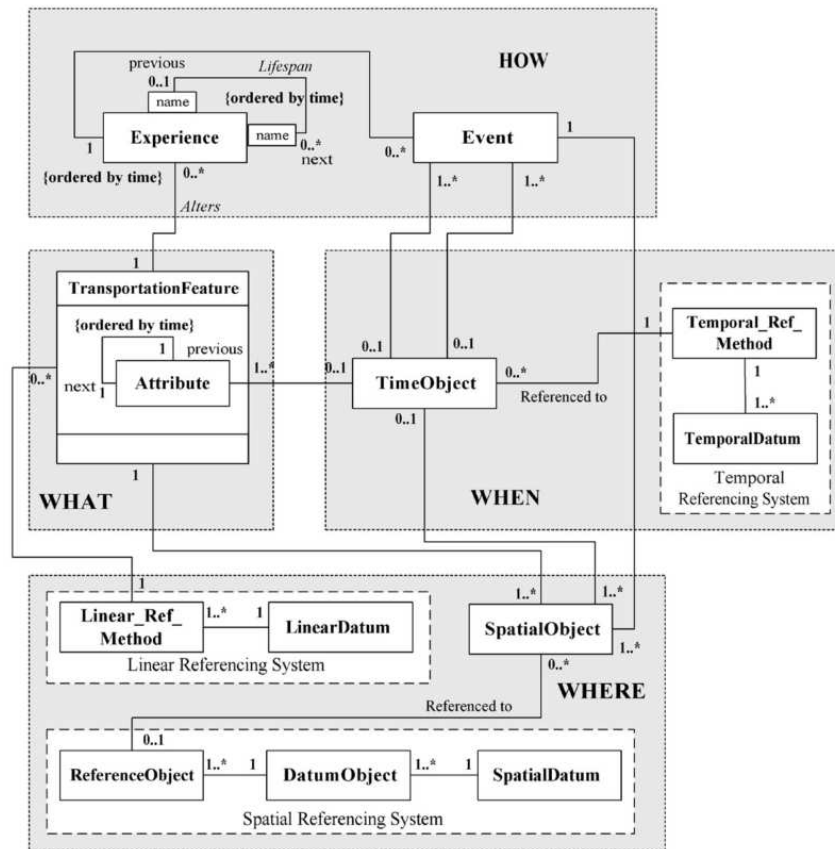 HOW
previous
Lifespan
0..1
{ordered by time}
name
Experience
name
Event
1
1
0..*
next
0..*
{ordered by time}
0..*
1..*
1..*
Alters
1
TransportationFeature
{ordered by time}
1
previous
0..*
next
1
Attribute
1..*
1
WHAT
0..1
0..1
0..1
TimeObject
0..*
Referenced to
0..1
1
Temporal_Ref_
Method
1
1..*
TemporalDatum
Temporal
Referencing System
WHEN
1
Linear_Ref_
Method
1..*
1
LinearDatum
Linear Referencing System
1..*
1..*
SpatialObject
1..*
0..*
WHERE
Referenced to
0..1
ReferenceObject
1..*
1
DatumObject
1..*
1
SpatialDatum
Spatial Referencing System